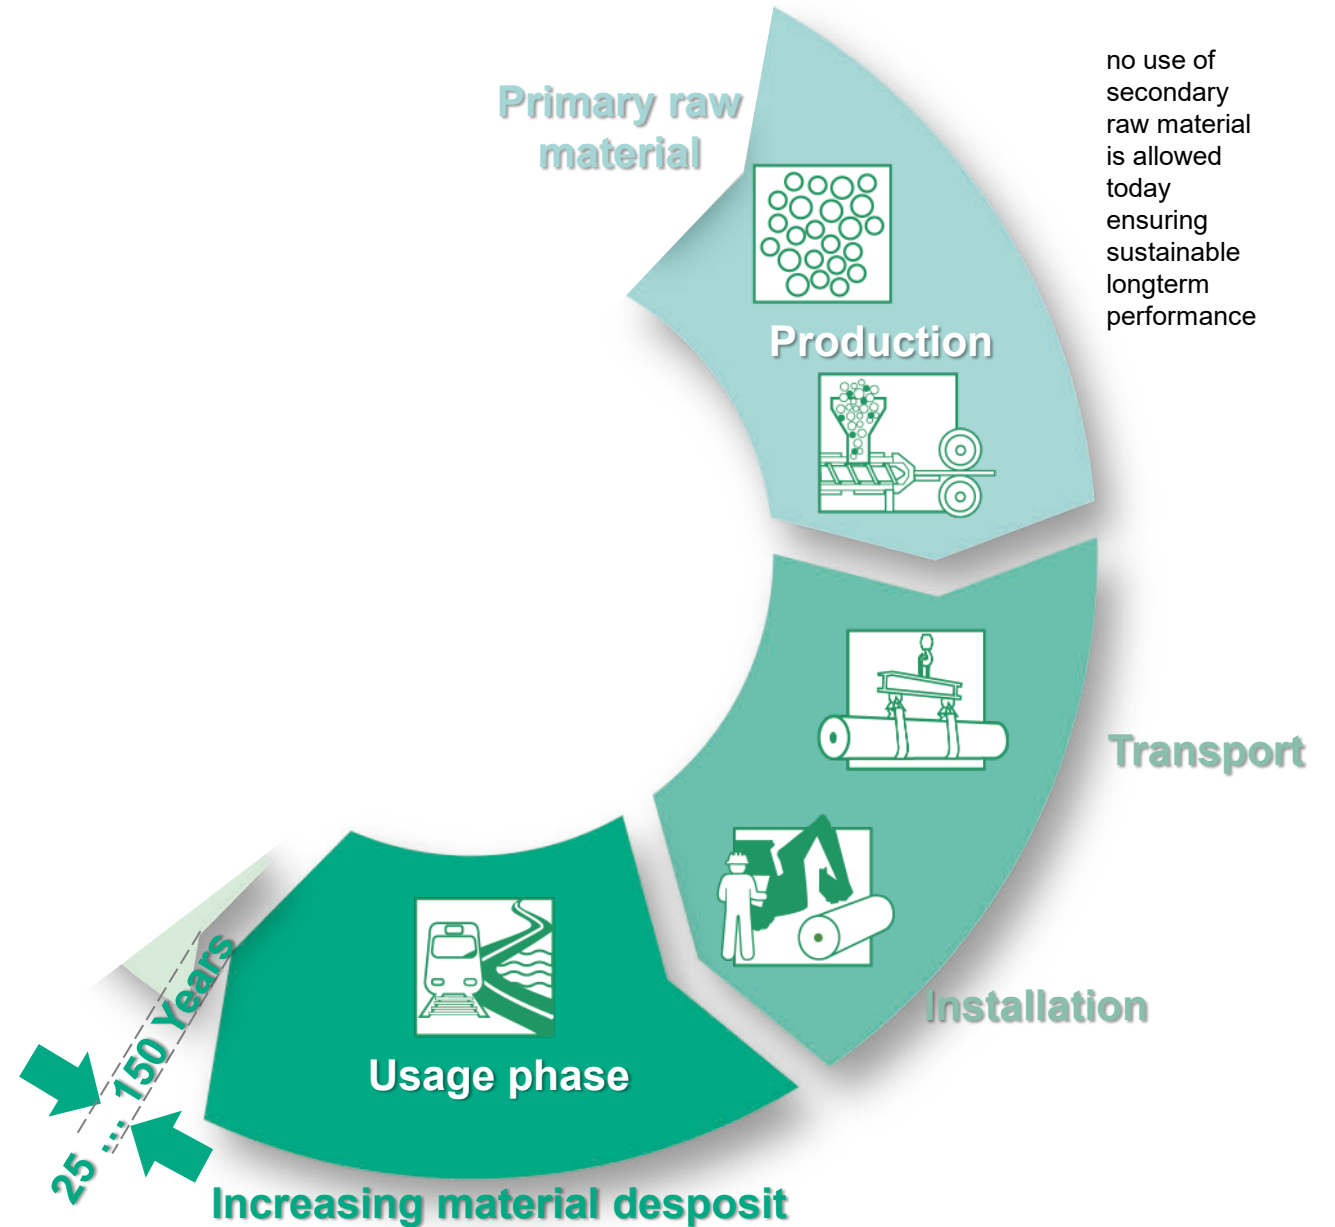 Primary raw
material
no use of
secondary
raw material
is allowed
today
ensuring
sustainable
longterm
performance
Production
Transport
Installation
Usage phase
25 ... 150 Years
Increasing material desposit